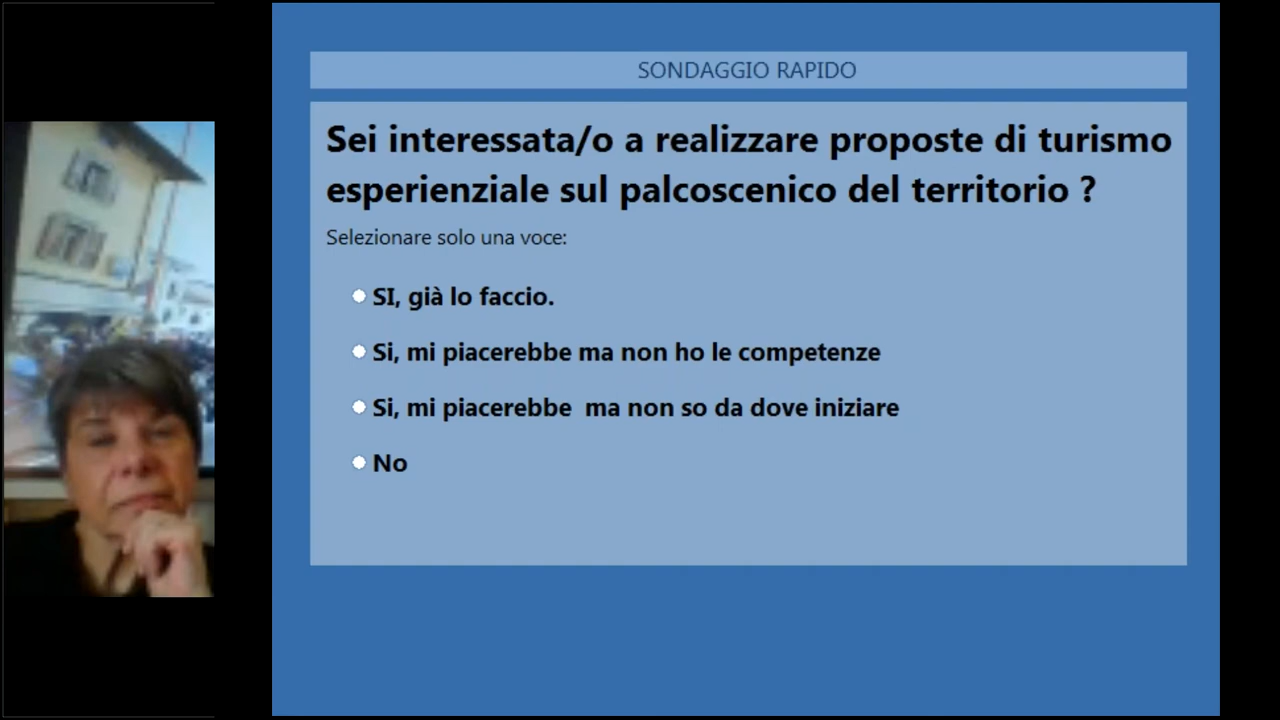 SONDAGGIO RAPIDO
Sei interessata/o a realizzare proposte di turismo
esperienziale sul palcoscenico del territorio ?
Selezionare solo una voce:
SI, già lo faccio.
Si, mi piacerebbe ma non ho le competenze
Si, mi piacerebbe  ma non so da dove iniziare
No